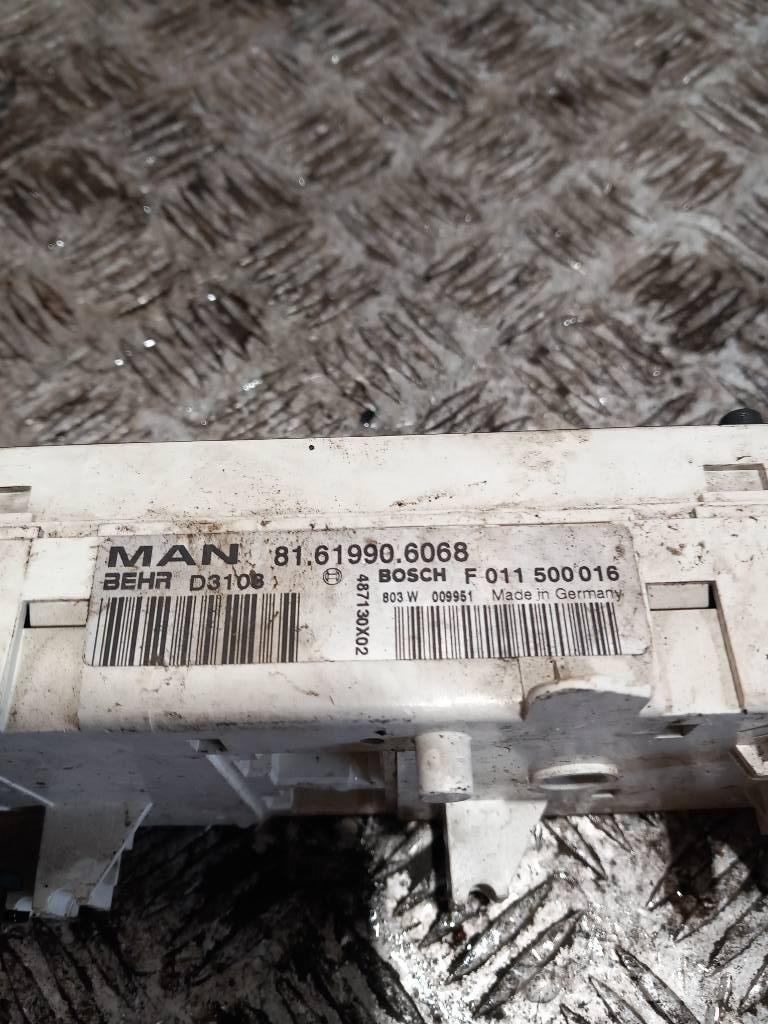 MAN 81.61990.6068
BEHR D3108 BOSCH F 011 500 016
803 W 009951 Made in Germany
487130X02